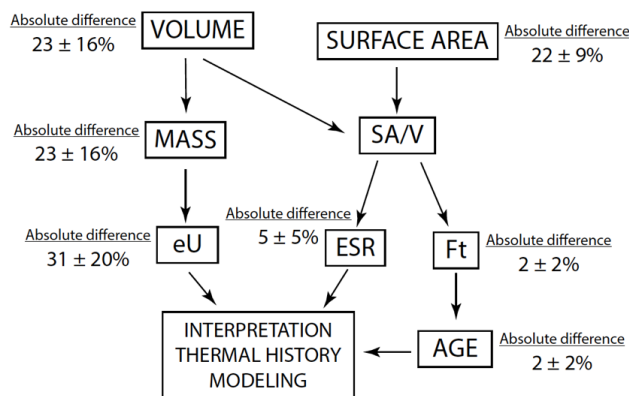 Absolute difference
23 ± 16%
VOLUME
SURFACE AREA
Absolute difference
22 ± 9%
Absolute difference
23 ± 16%
MASS
SA/V
Absolute difference
31 ± 20%
eU
Absolute difference
5 ± 5%
ESR
Ft
Absolute difference
2 ± 2%
INTERPRETATION
THERMAL HISTORY
MODELING
AGE
Absolute difference
2 ± 2%